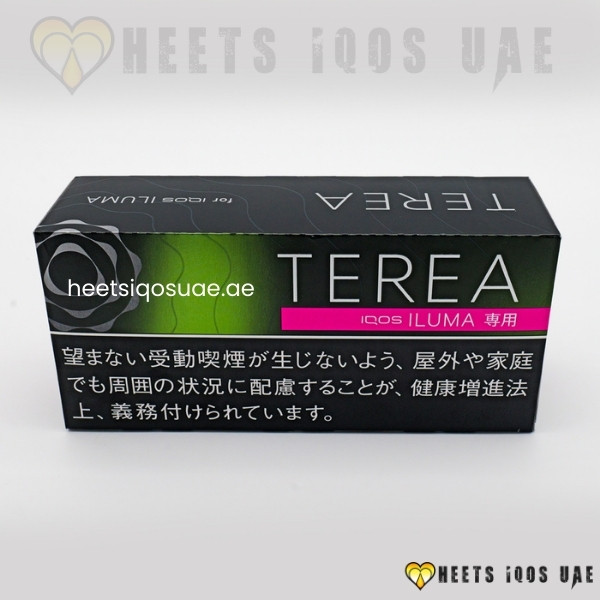 HEETS iQOS UAE
TEREA
for IQOS ILUMA
heetsiqosuae.ae
TEREA
IQOS ILUMA 専用
望まない受動喫煙が生じないよう、屋外や家庭
でも周囲の状況に配慮することが、健康増進法
上、義務付けられています。
HEETS iQOS UAE